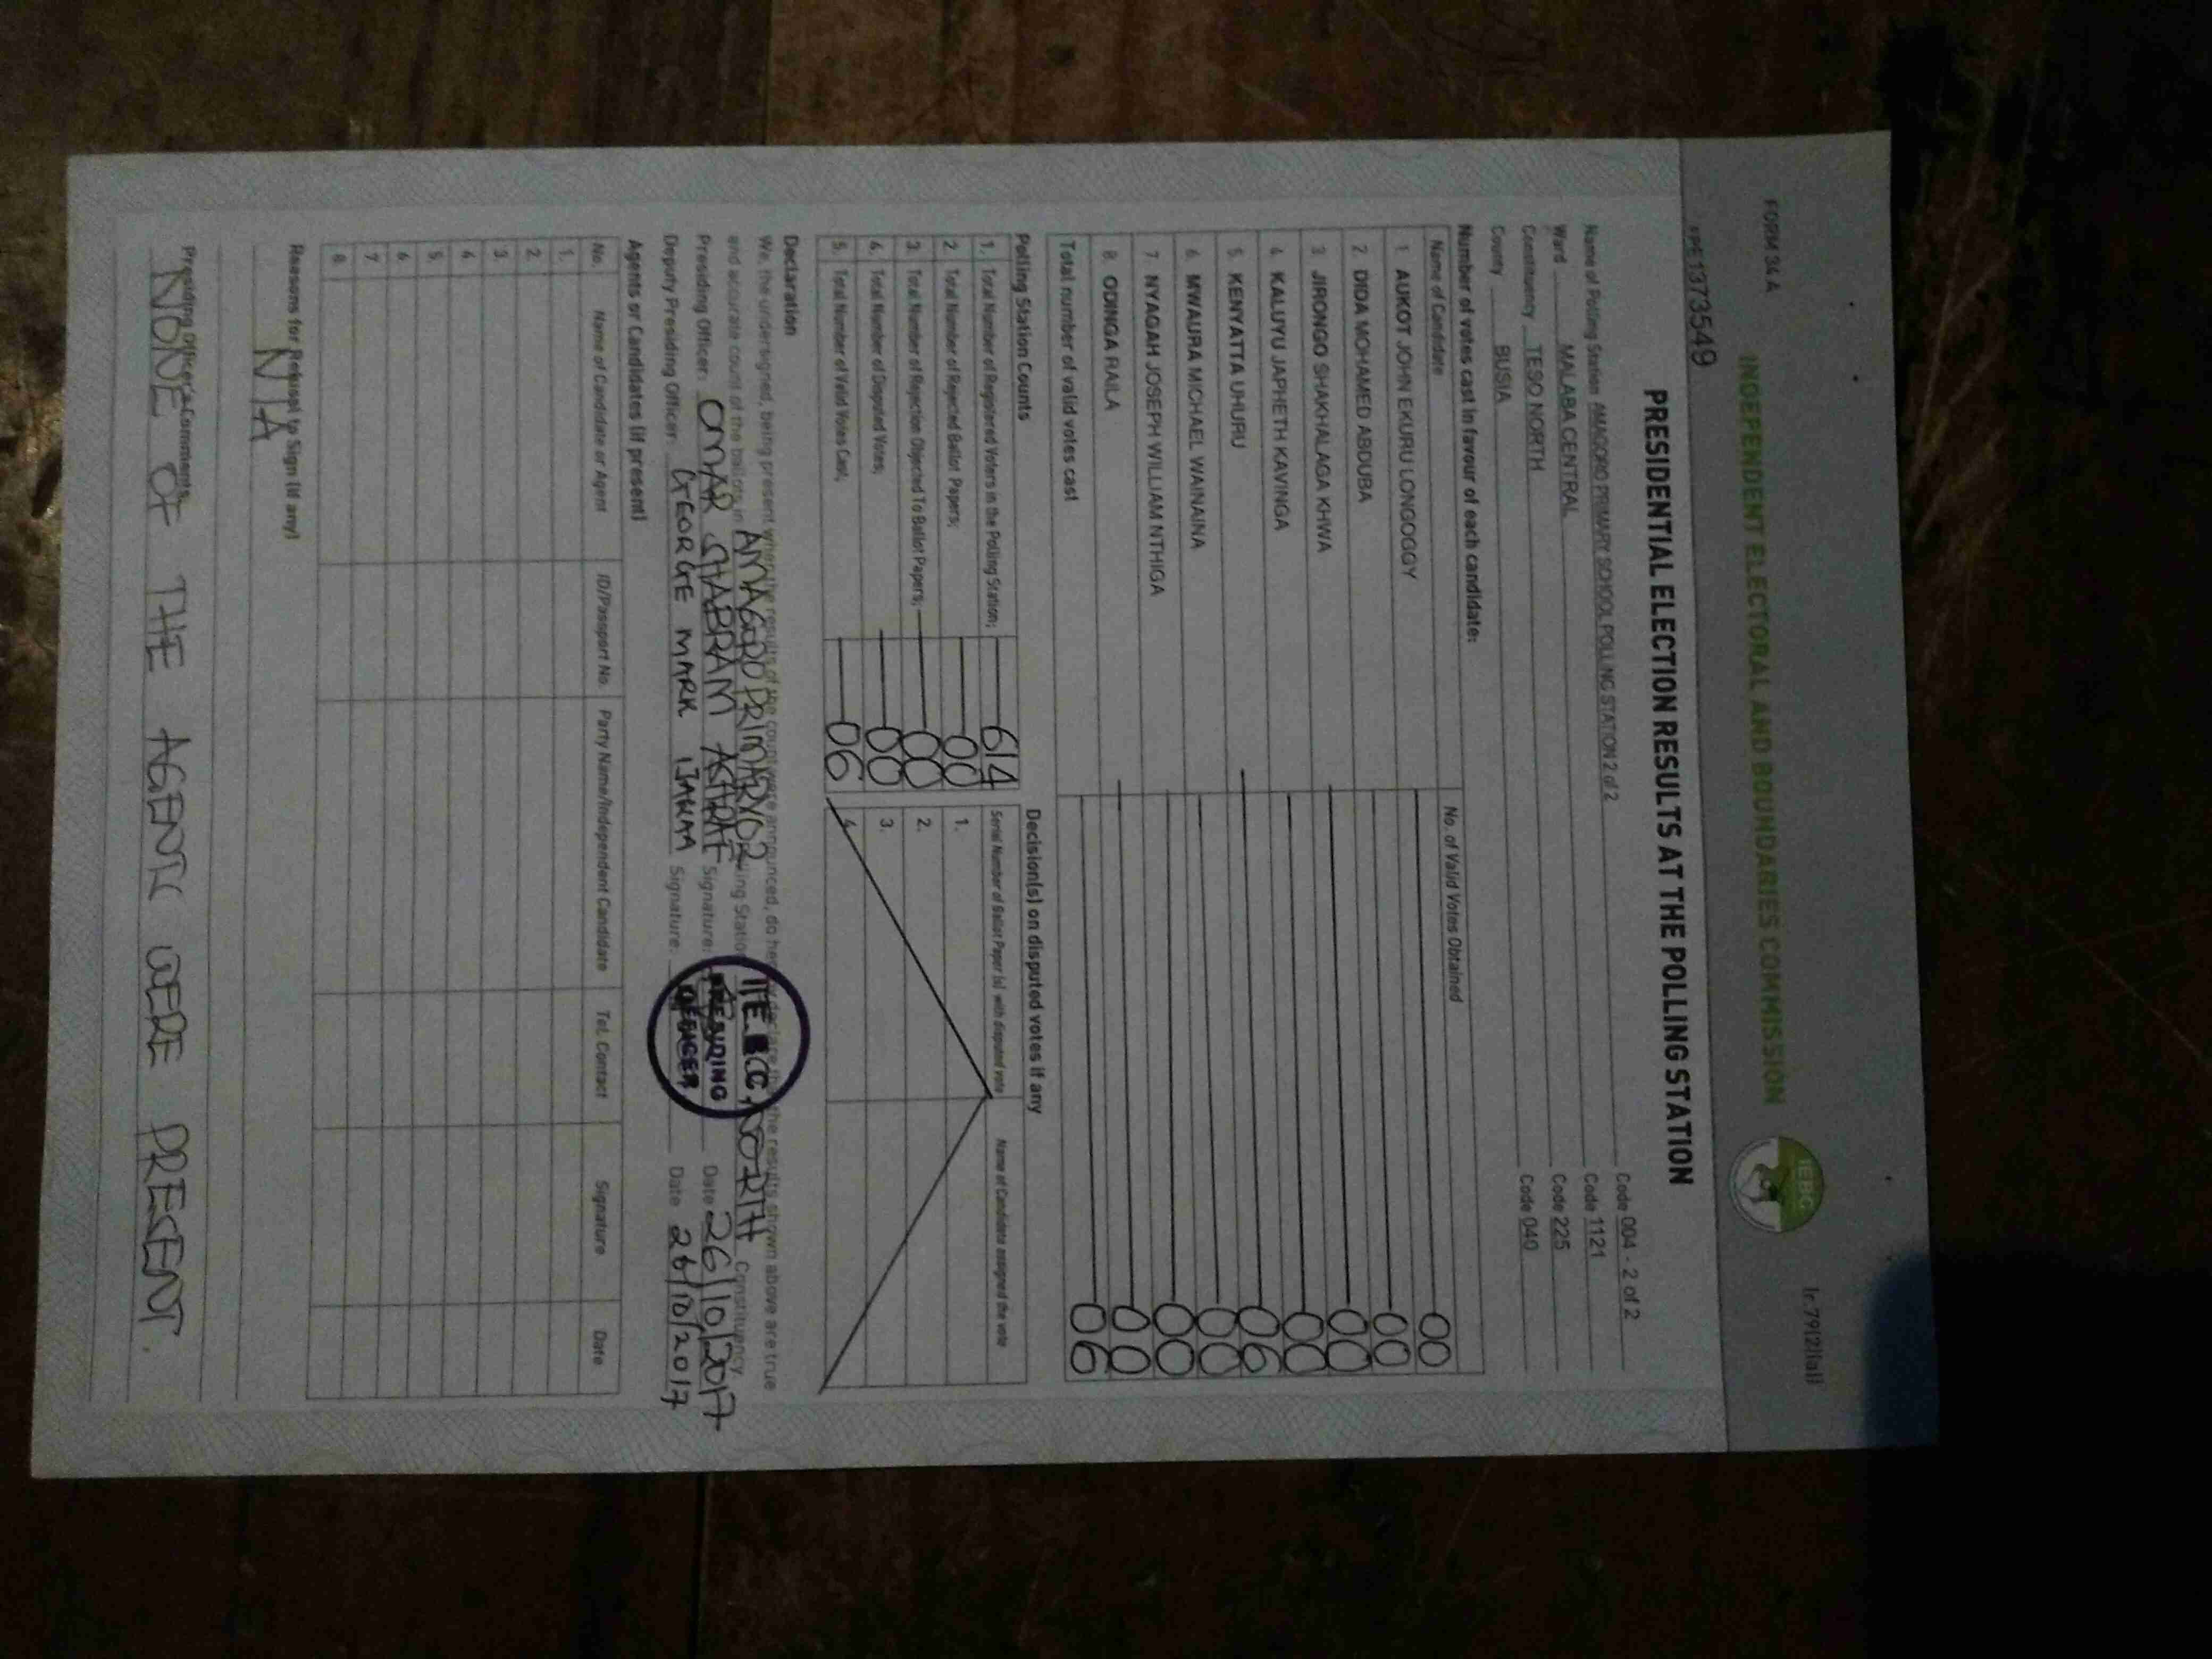 FORM 34 A
r. 79(2)(a)
INDEPENDENT ELECTORAL AND BOUNDARIES COMMISSION
IEBC
1373549
PRESIDENTIAL ELECTION RESULTS AT THE POLLING STATION
Name of Polling Station AMAGORO PRIMARY SCHOOL POLLING STATION 2 of 2 Code 004 - 2 of 2
Ward MALABA CENTRAL Code 1121
Constituency TESO NORTH Code 225
County BUSIA Code 040
Number of votes cast in favour of each candidate:
Name of Candidate No. of Valid Votes Obtained
1 AUKOT JOHN EKURU LONGOGGY 00
2. DIDA MOHAMED ABDUBA 00
3 JIRONGO SHAKHALAGA KHWA 00
4 KALUYU JAPHETH KAVINGA 00
5. KENYATTA UHURU 06
6 MWAURA MICHAEL WAINAINA 00
7 NYAGAH JOSEPH WILLIAM NTHIGA 00
8. ODINGA RAILA 00
Total number of valid votes cast 06
Polling Station Counts
1. Total Number of Registered Voters in the Polling Station; 614
2. Total Number of Rejected Ballot Papers; 00
3. Total Number of Rejection Objected To Ballot Papers; 00
4. Total Number of Disputed Votes; 00
5. Total Number of Valid Votes Cast; 06
Decision(s) on disputed votes if any
Serial Number of Ballot Paper (s) with disputed vote Name of Candidate assigned the vote
1.
2.
3.
4.
Declaration
We, the undersigned, being present when the results of the count were announced, do hereby declare that the results shown above are true
and accurate count of the ballots in AMAGORO PRIMARY 02 Polling Station NORTH Constituency
Presiding Officer: OMAR Signature: Date 26/10/2017
Deputy Presiding Officer: GEORGE MARK Signature: Date 26/10/2017
PRESIDING
OFFICER
Agents or Candidates (if present)
No. Name of Candidate or Agent ID/Passport No. Party Name/Independent Candidate Tel. Contact Signature Date
1.
2.
3.
4
5.
6
7.
8.
Reasons for Refusal to Sign (if any)
N/A
Presiding Officer's Comments
NONE OF THE AGENTS WERE PRESENT.